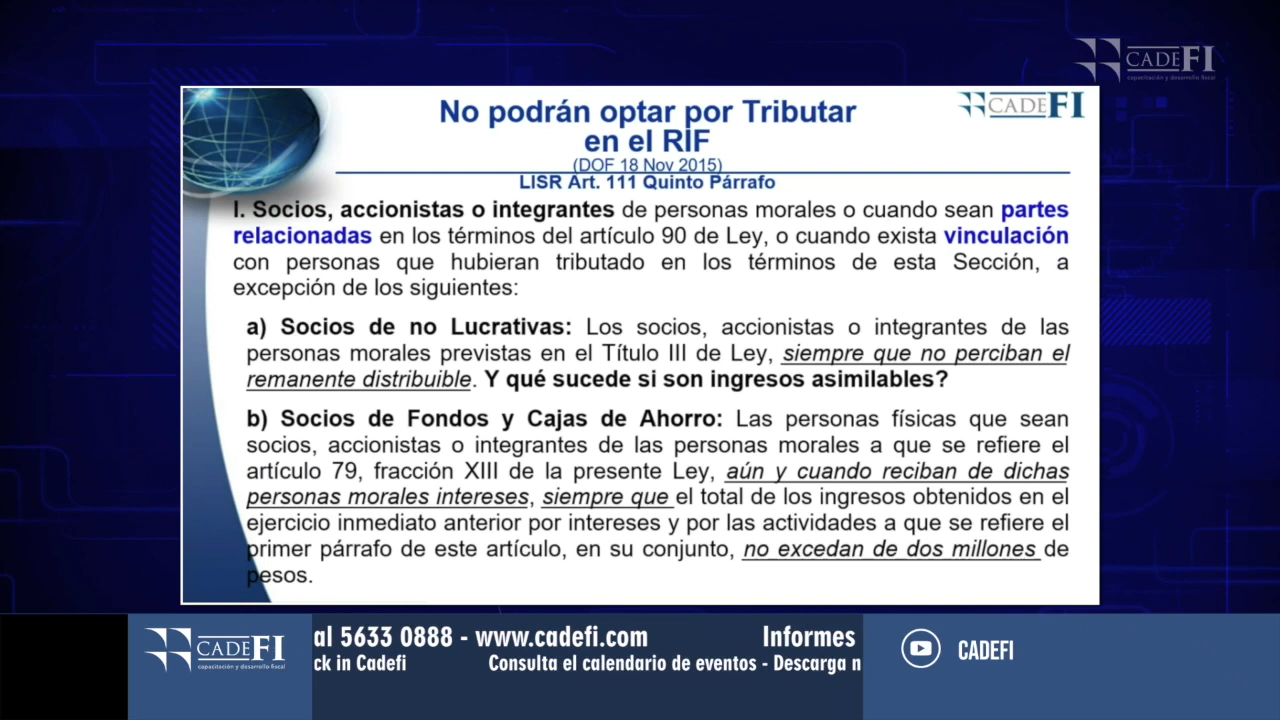 CADEFI
capacitación y desarrollo fiscal
No podrán optar por Tributar
en el RIF
(DOF 18 Nov 2015)
LISR Art. 111 Quinto Párrafo
CADEFI
I. Socios, accionistas o integrantes de personas morales o cuando sean partes
relacionadas en los términos del artículo 90 de Ley, o cuando exista vinculación
con personas que hubieran tributado en los términos de esta Sección, a
excepción de los siguientes:
a) Socios de no Lucrativas: Los socios, accionistas o integrantes de las
personas morales previstas en el Título III de Ley, siempre que no perciban el
remanente distribuible. Y qué sucede si son ingresos asimilables?
b) Socios de Fondos y Cajas de Ahorro: Las personas físicas que sean
socios, accionistas o integrantes de las personas morales a que se refiere el
artículo 79, fracción XIII de la presente Ley, aún y cuando reciban de dichas
personas morales intereses, siempre que el total de los ingresos obtenidos en el
ejercicio inmediato anterior por intereses y por las actividades a que se refiere el
primer párrafo de este artículo, en su conjunto, no excedan de dos millones de
pesos.
CADEFI
capacitación y desarrollo fiscal
al 5633 0888 - www.cadefi.com Informes
ck in Cadefi Consulta el calendario de eventos - Descarga n
CADEFI